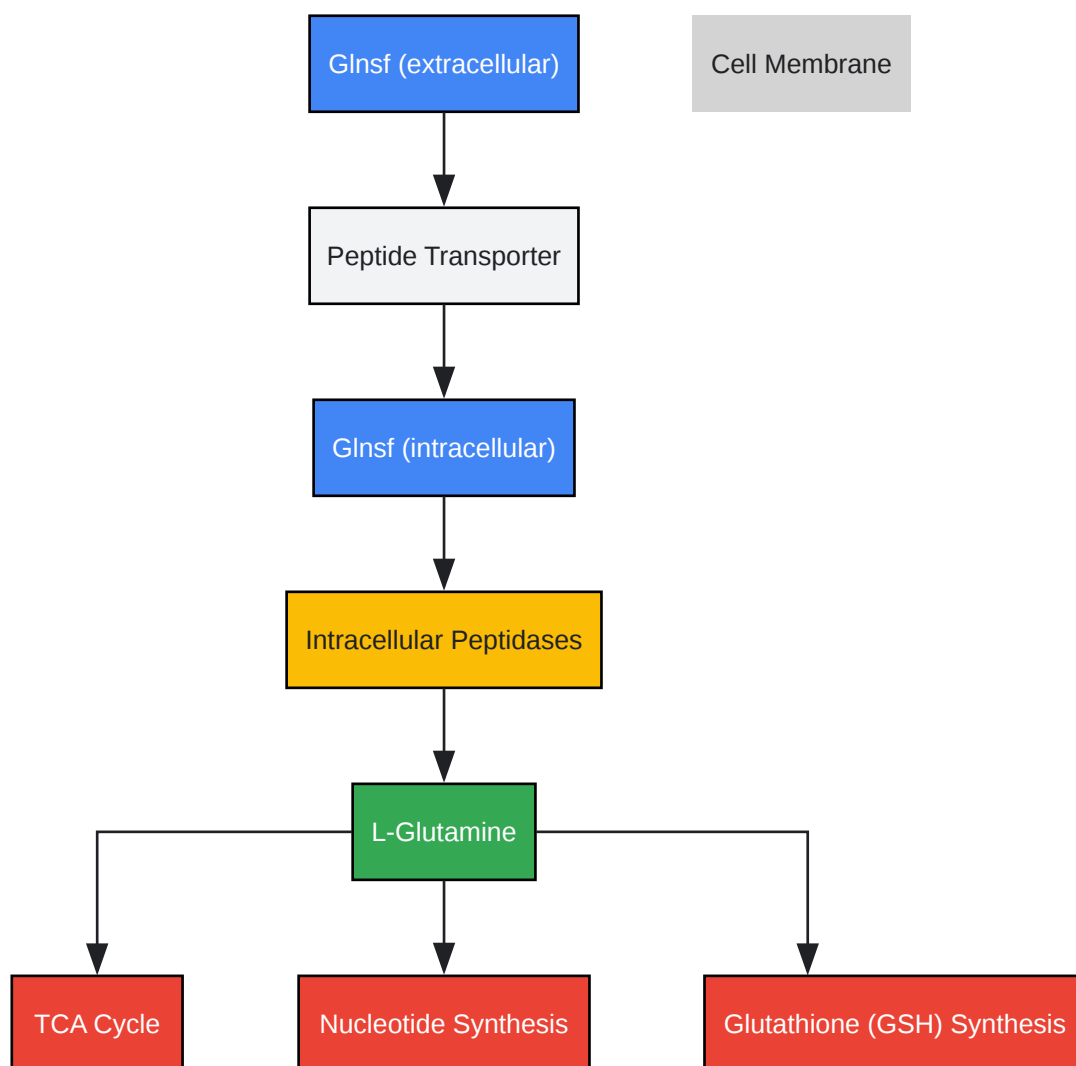 Glnsf (extracellular)
Cell Membrane
Peptide Transporter
Glnsf (intracellular)
Intracellular Peptidases
L-Glutamine
TCA Cycle
Nucleotide Synthesis
Glutathione (GSH) Synthesis